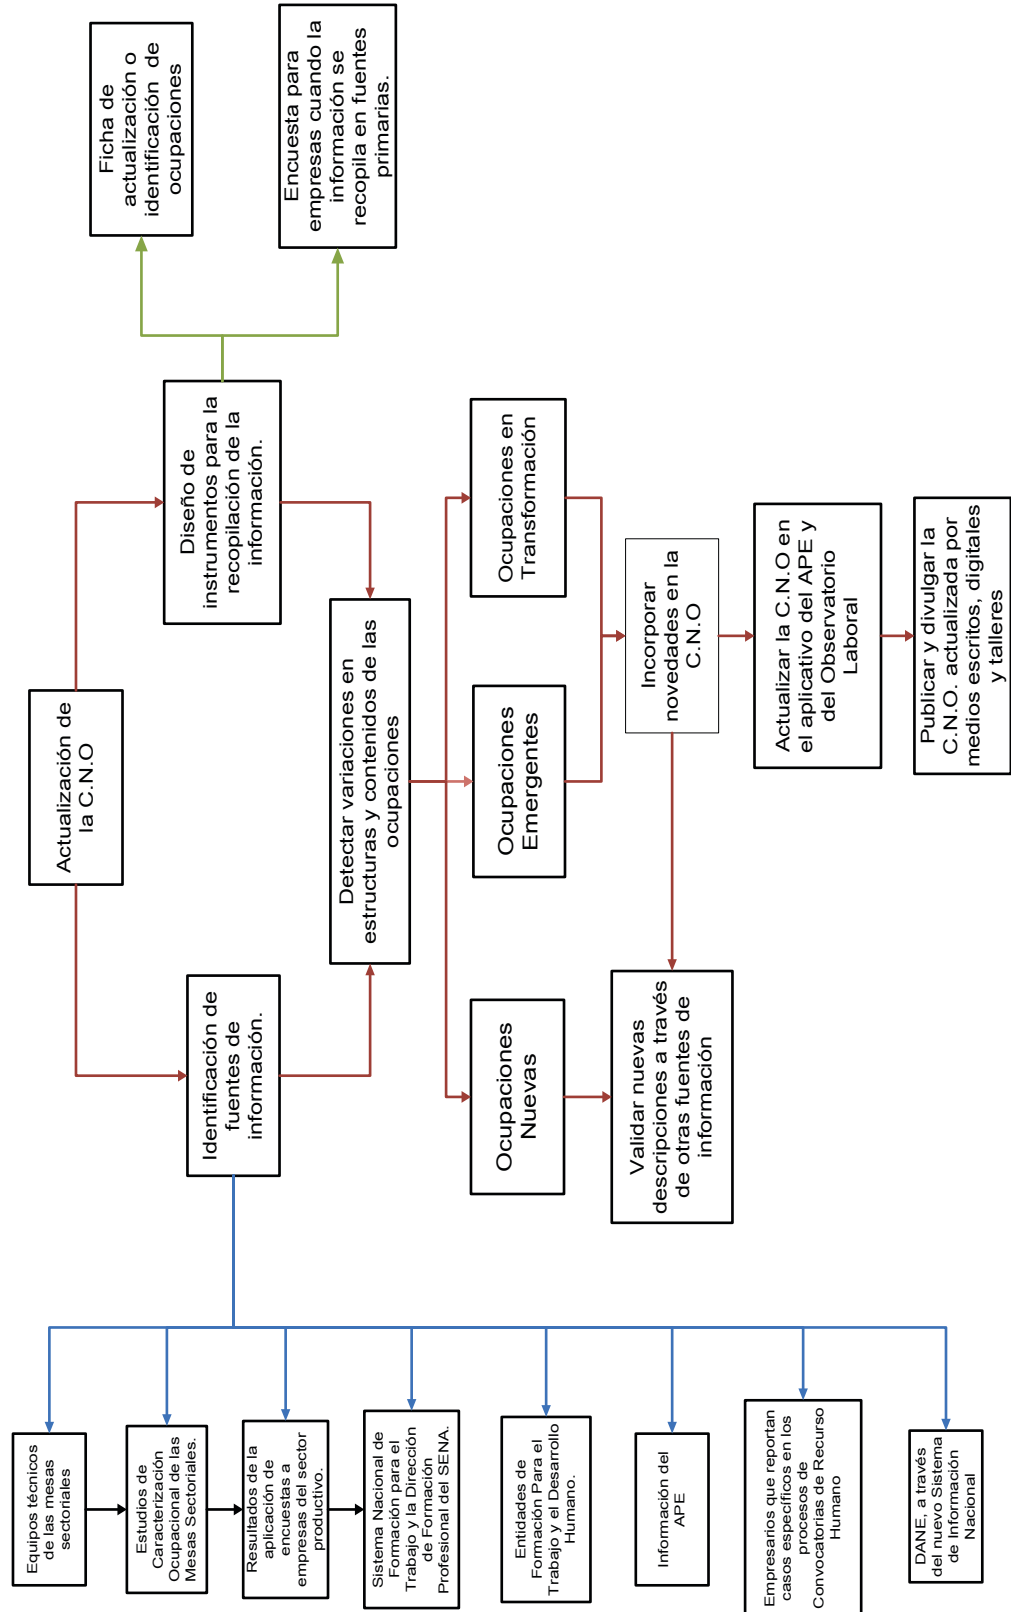 Actualización de
la C.N.O
Identificación de
fuentes de
información.
Diseño de
instrumentos para la
recopilación de la
información.
Ficha de
actualización o
identificación de
ocupaciones
Encuesta para
empresas cuando la
información se
recopila en fuentes
primarias.
Detectar variaciones en
estructuras y contenidos de las
ocupaciones
Ocupaciones
Nuevas
Ocupaciones
Emergentes
Ocupaciones en
Transformación
Validar nuevas
descripciones a través
de otras fuentes de
información
Incorporar
novedades en la
C.N.O
Actualizar la C.N.O en
el aplicativo del APE y
del Observatorio
Laboral
Publicar y divulgar la
C.N.O. actualizada por
medios escritos, digitales
y talleres
Equipos técnicos
de las mesas
sectoriales
Estudios de
Caracterización
Ocupacional de las
Mesas Sectoriales.
Resultados de la
aplicación de
encuestas a
empresas del sector
productivo.
Sistema Nacional de
Formación para el
Trabajo y la Dirección
de Formación
Profesional del SENA.
Entidades de
Formación Para el
Trabajo y el Desarrollo
Humano.
Información del
APE
Empresarios que reportan
casos específicos en los
procesos de
Convocatorias de Recurso
Humano
DANE, a través
del nuevo Sistema
de Información
Nacional